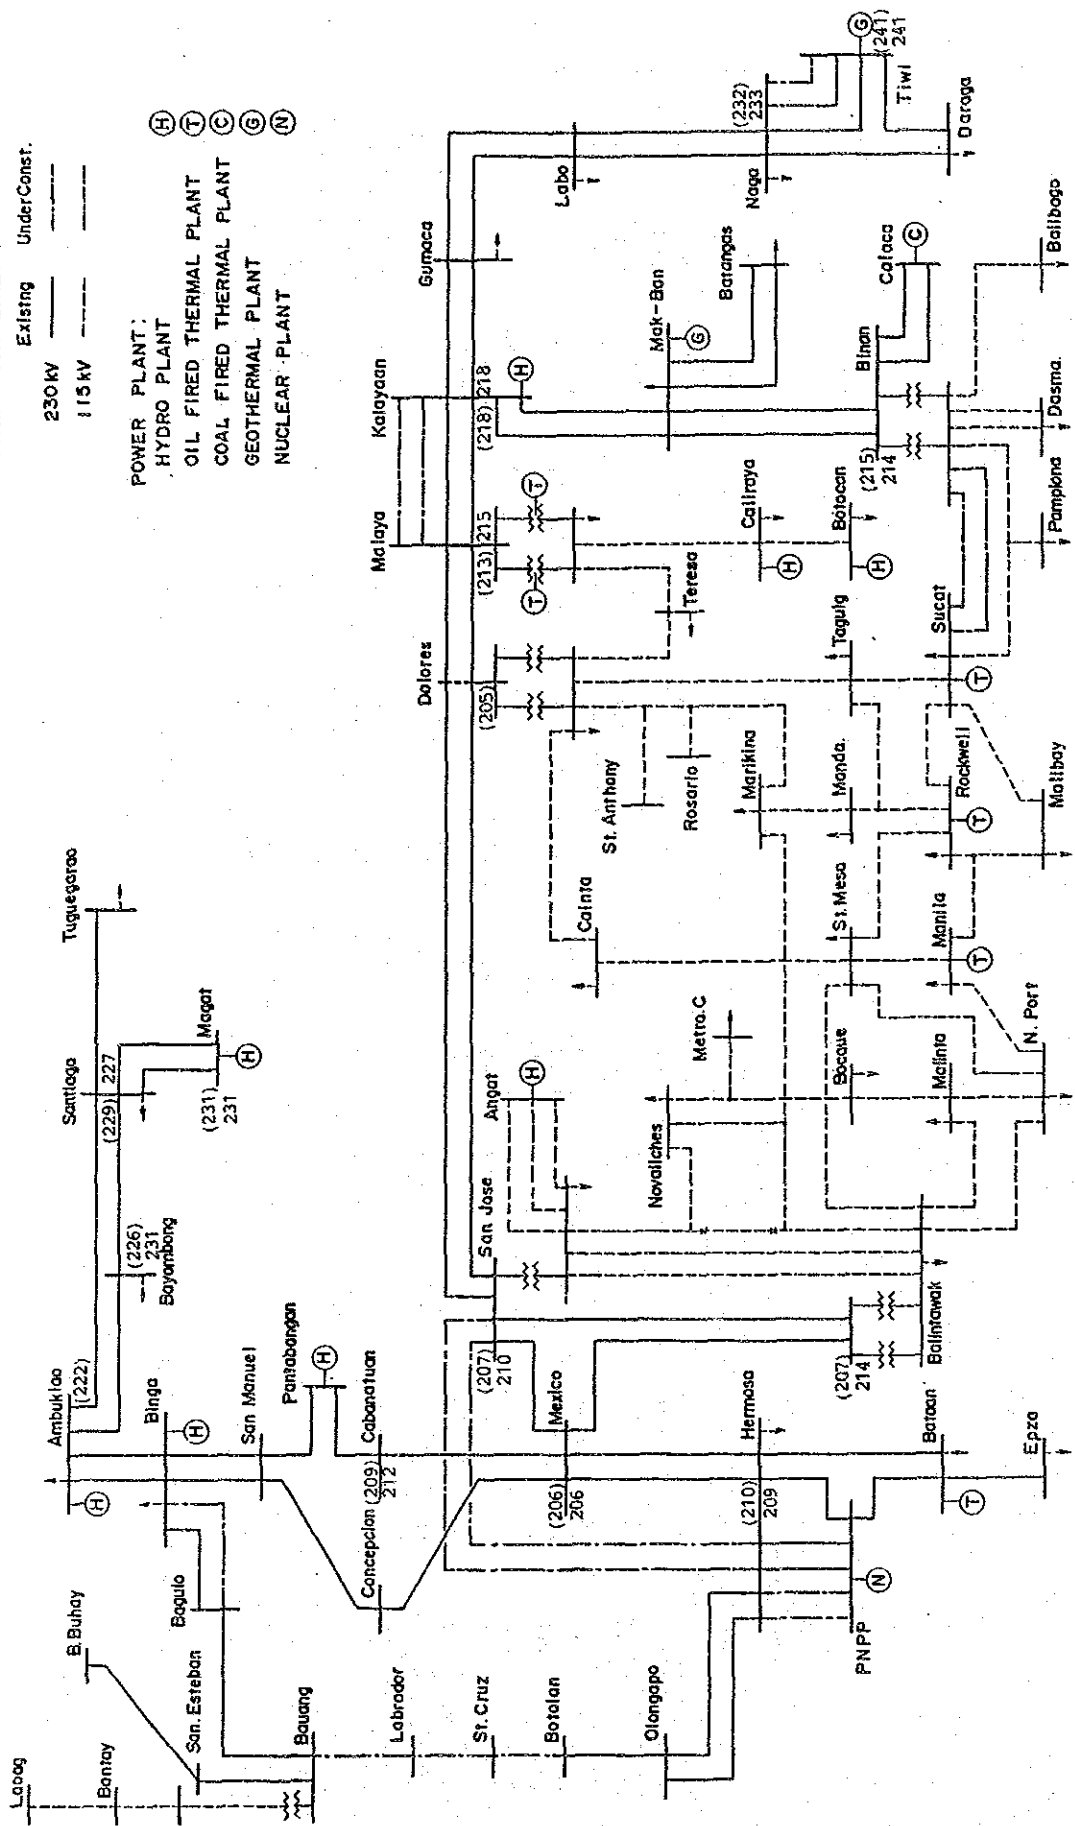 Existing UnderConst.
230 kV
115 kV
POWER PLANT:
HYDRO PLANT H
OIL FIRED THERMAL PLANT T
COAL FIRED THERMAL PLANT C
GEOTHERMAL PLANT G
NUCLEAR PLANT N
Laoag
Bantay
B. Buhay
San. Esteban
Bauang
Labrador
St. Cruz
Botolan
Olongapo
Baguio
Ambuklao
(222)
H
Binga
H
San Manuel
Pantabangan
H
Concepcion
Cabanatuan
(209)
212
Mexico
(206)
206
Hermosa
(210)
209
PNPP
N
Bataan
T
Epza
Bayombong
(226)
231
Santiago
(229)
227
Magat
(231)
231
H
Tuguegarao
San Jose
(207)
210
Balintawak
(207)
214
Angat
H
Novaliches
Metro. C
Bocaue
Malinta
N. Port
Cainta
St. Mesa
Manila
T
Dolores
(205)
St. Anthony
Rosario
Marikina
Manda.
Rockwell
T
Malibay
Teresa
Taguig
Sucat
T
Malaya
(213)
215
T
T
Caliraya
H
Botocan
H
Pamplona
Kalayaan
(218)
218
H
Mak-Ban
G
Batangas
Binan
(215)
214
Calaca
C
Dasma.
Balibago
Gumaca
Labo
Naga
(232)
233
Tiwi
(241)
241
G
Daraga